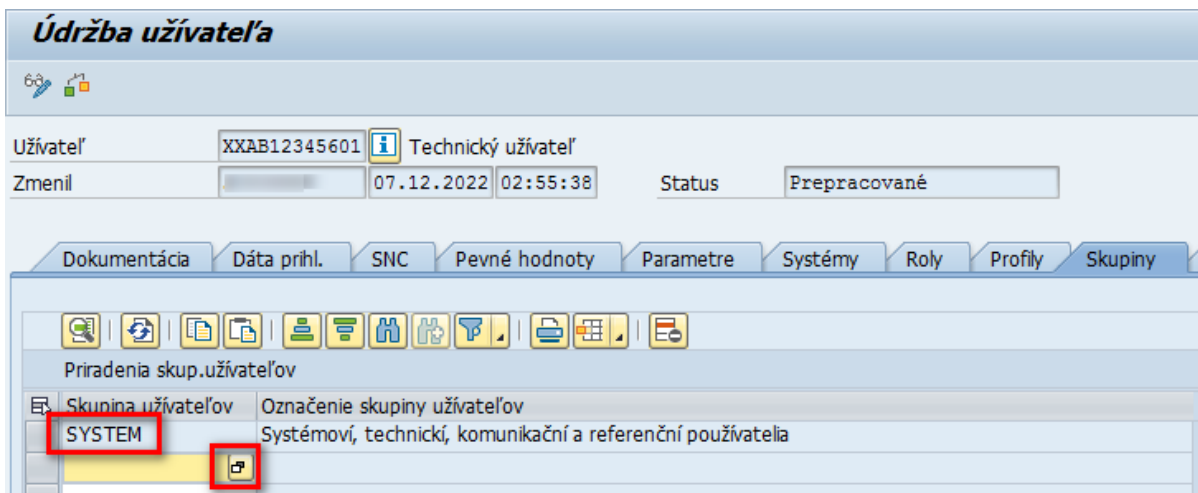 Údržba užívateľa
Užívateľ XXAB12345601 Technický užívateľ
Zmenil 07.12.2022 02:55:38 Status Prepracované
Dokumentácia Dáta prihl. SNC Pevné hodnoty Parametre Systémy Roly Profily Skupiny
Priradenia skup.užívateľov
Skupina užívateľov Označenie skupiny užívateľov
SYSTEM Systémoví, technickí, komunikační a referenční používatelia